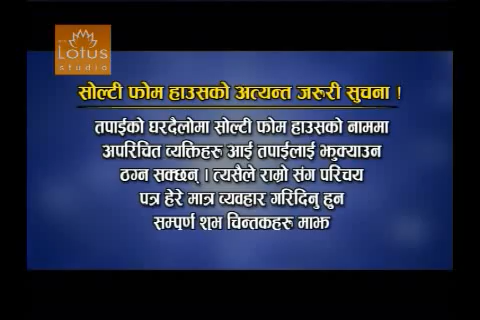 Lotus
studio
सोल्टी फोम हाउसको अत्यन्त जरुरी सुचना !
तपाईको घरदैलोमा सोल्टी फोम हाउसको नाममा
अपरिचित व्यक्तिहरु आई तपाईलाई झुक्याउन
ठग्न सक्छन् । त्यसैले राम्रो संग परिचय
पत्र हेरे मात्र व्यवहार गरिदिनु हुन
सम्पूर्ण शुभ चिन्तकहरु माझ